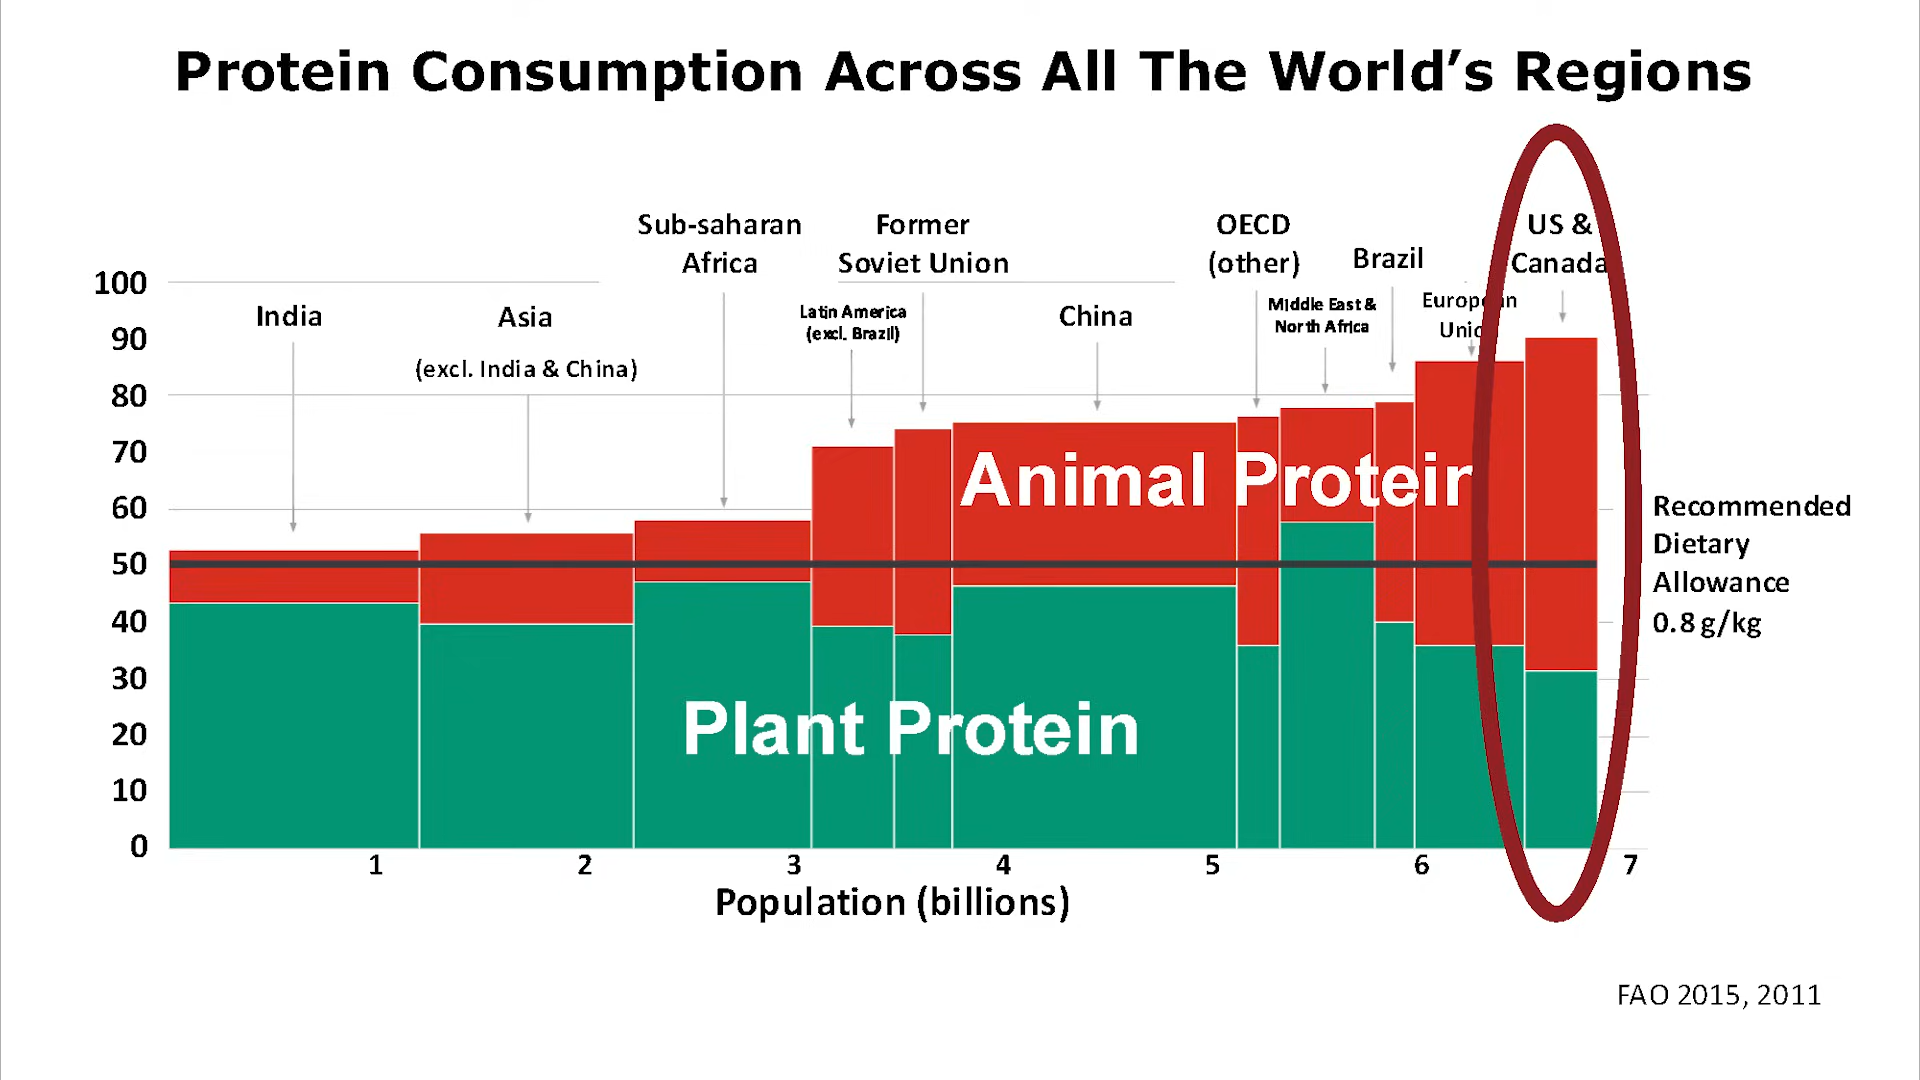 Protein Consumption Across All The World’s Regions
Sub-saharan
Africa
Former
Soviet Union
OECD
(other)
Brazil
US &
Canada
India
Asia
(excl. India & China)
Latin America
(excl. Brazil)
China
Middle East &
North Africa
European
Union
100
90
80
70
60
50
40
30
20
10
0
Animal Protein
Plant Protein
Recommended
Dietary
Allowance
0.8 g/kg
1 2 3 4 5 6 7
Population (billions)
FAO 2015, 2011